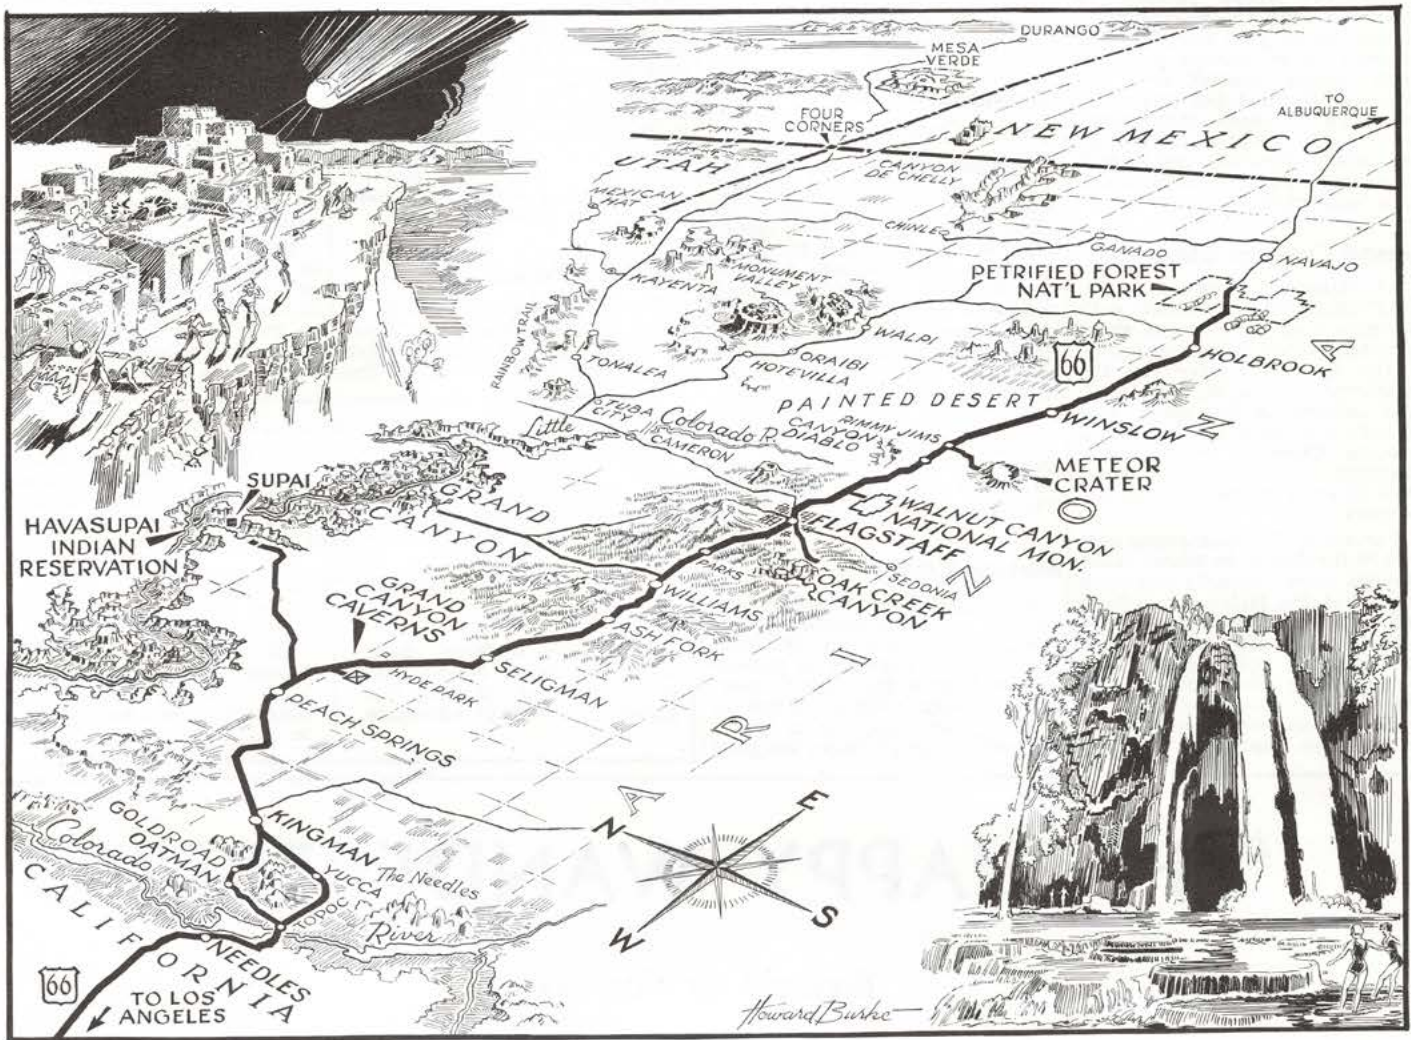 DURANGO
MESA
VERDE
TO
ALBUQUERQUE
FOUR
CORNERS
NEW MEXICO
UTAH
CANYON
DE CHELLY
MEXICAN
HAT
CHINLE
GANADO
NAVAJO
KAYENTA
MONUMENT
VALLEY
PETRIFIED FOREST
NAT'L PARK
RAINBOW TRAIL
TONALEA
WALPI
ORAIBI
HOTEVILLA
66
HOLBROOK
TUBA
CITY
PAINTED DESERT
WINSLOW
Little
Colorado R.
CANYON
DIABLO
RIMMY JIMS
CAMERON
METEOR
CRATER
SUPAI
HAVASUPAI
INDIAN
RESERVATION
GRAND
CANYON
WALNUT CANYON
NATIONAL MON.
FLAGSTAFF
SEDONIA
PARKS
OAK CREEK
CANYON
GRAND
CANYON
CAVERNS
WILLIAMS
ASH FORK
SELIGMAN
HYDE PARK
PEACH SPRINGS
ARIZONA
GOLDROAD
OATMAN
KINGMAN
YUCCA
The Needles
Colorado
River
TOPOC
NEEDLES
CALIFORNIA
66
TO LOS
ANGELES
N
E
W
S
Howard Burke